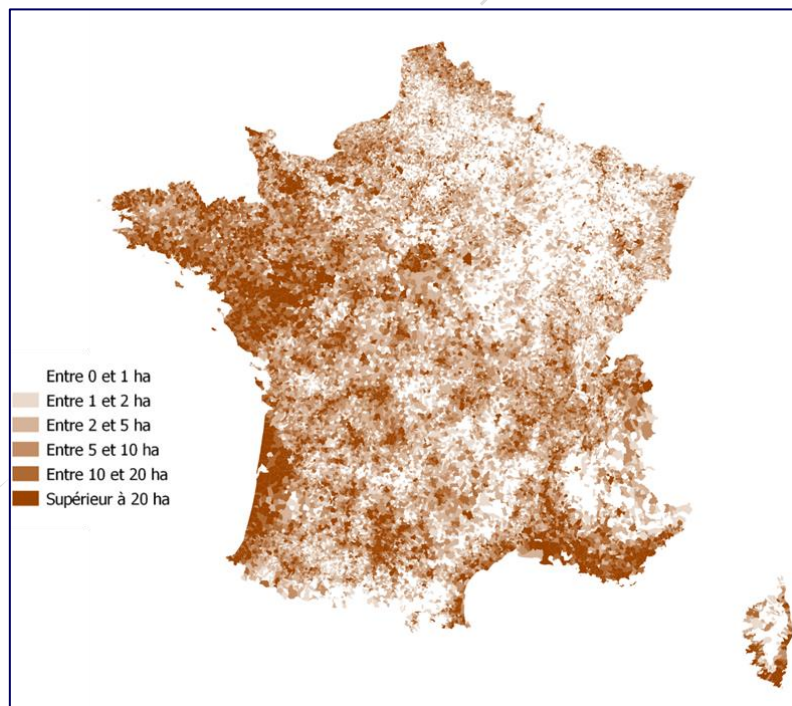 Entre 0 et 1 ha
Entre 1 et 2 ha
Entre 2 et 5 ha
Entre 5 et 10 ha
Entre 10 et 20 ha
Supérieur à 20 ha